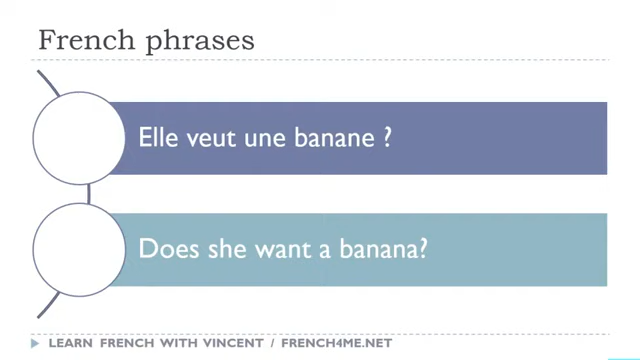 French phrases
Elle veut une banane ?
Does she want a banana?
LEARN FRENCH WITH VINCENT / FRENCH4ME.NET